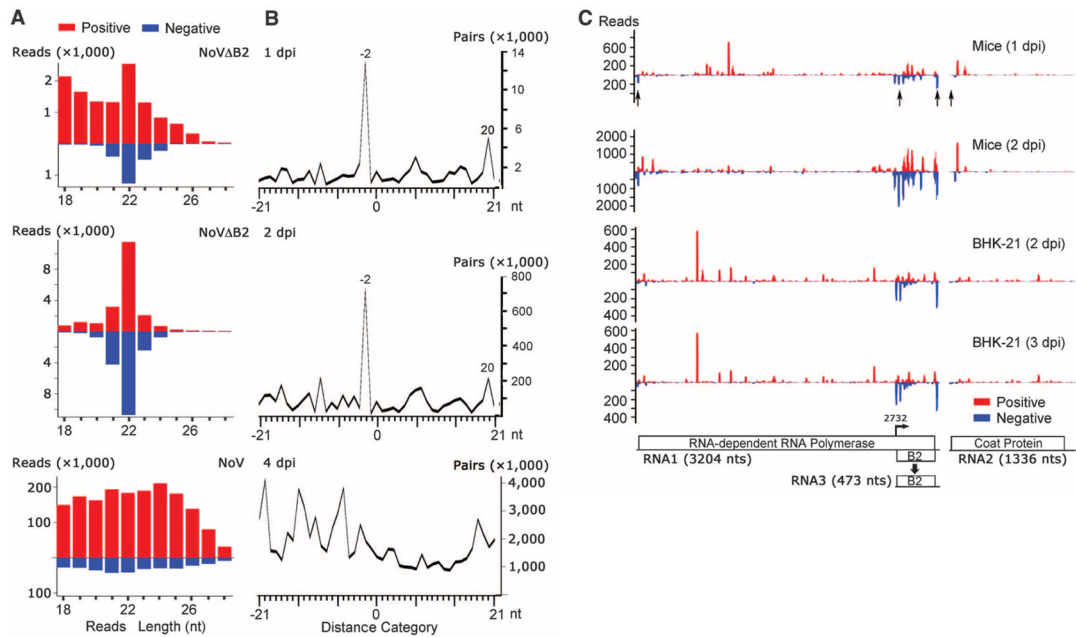 A
Positive Negative
Reads (×1,000) NoVΔB2
2
1
1
18 22 26
Reads (×1,000) NoVΔB2
8
4
4
8
18 22 26
Reads (×1,000) NoV
200
100
100
18 22 26
Reads Length (nt)
B
1 dpi Pairs (×1,000)
-2
14
12
10
8
6
4
2
20
-21 0 21 nt
2 dpi Pairs (×1,000)
-2
800
600
400
200
20
-21 0 21 nt
4 dpi Pairs (×1,000)
4,000
3,000
2,000
1,000
-21 0 21 nt
Distance Category
C Reads
Mice (1 dpi)
600
400
200
200
Mice (2 dpi)
2000
1000
1000
2000
BHK-21 (2 dpi)
600
400
200
200
400
BHK-21 (3 dpi)
600
400
200
200
400
Positive
Negative
2732
RNA-dependent RNA Polymerase Coat Protein
RNA1 (3204 nts) B2 RNA2 (1336 nts)
RNA3 (473 nts) B2